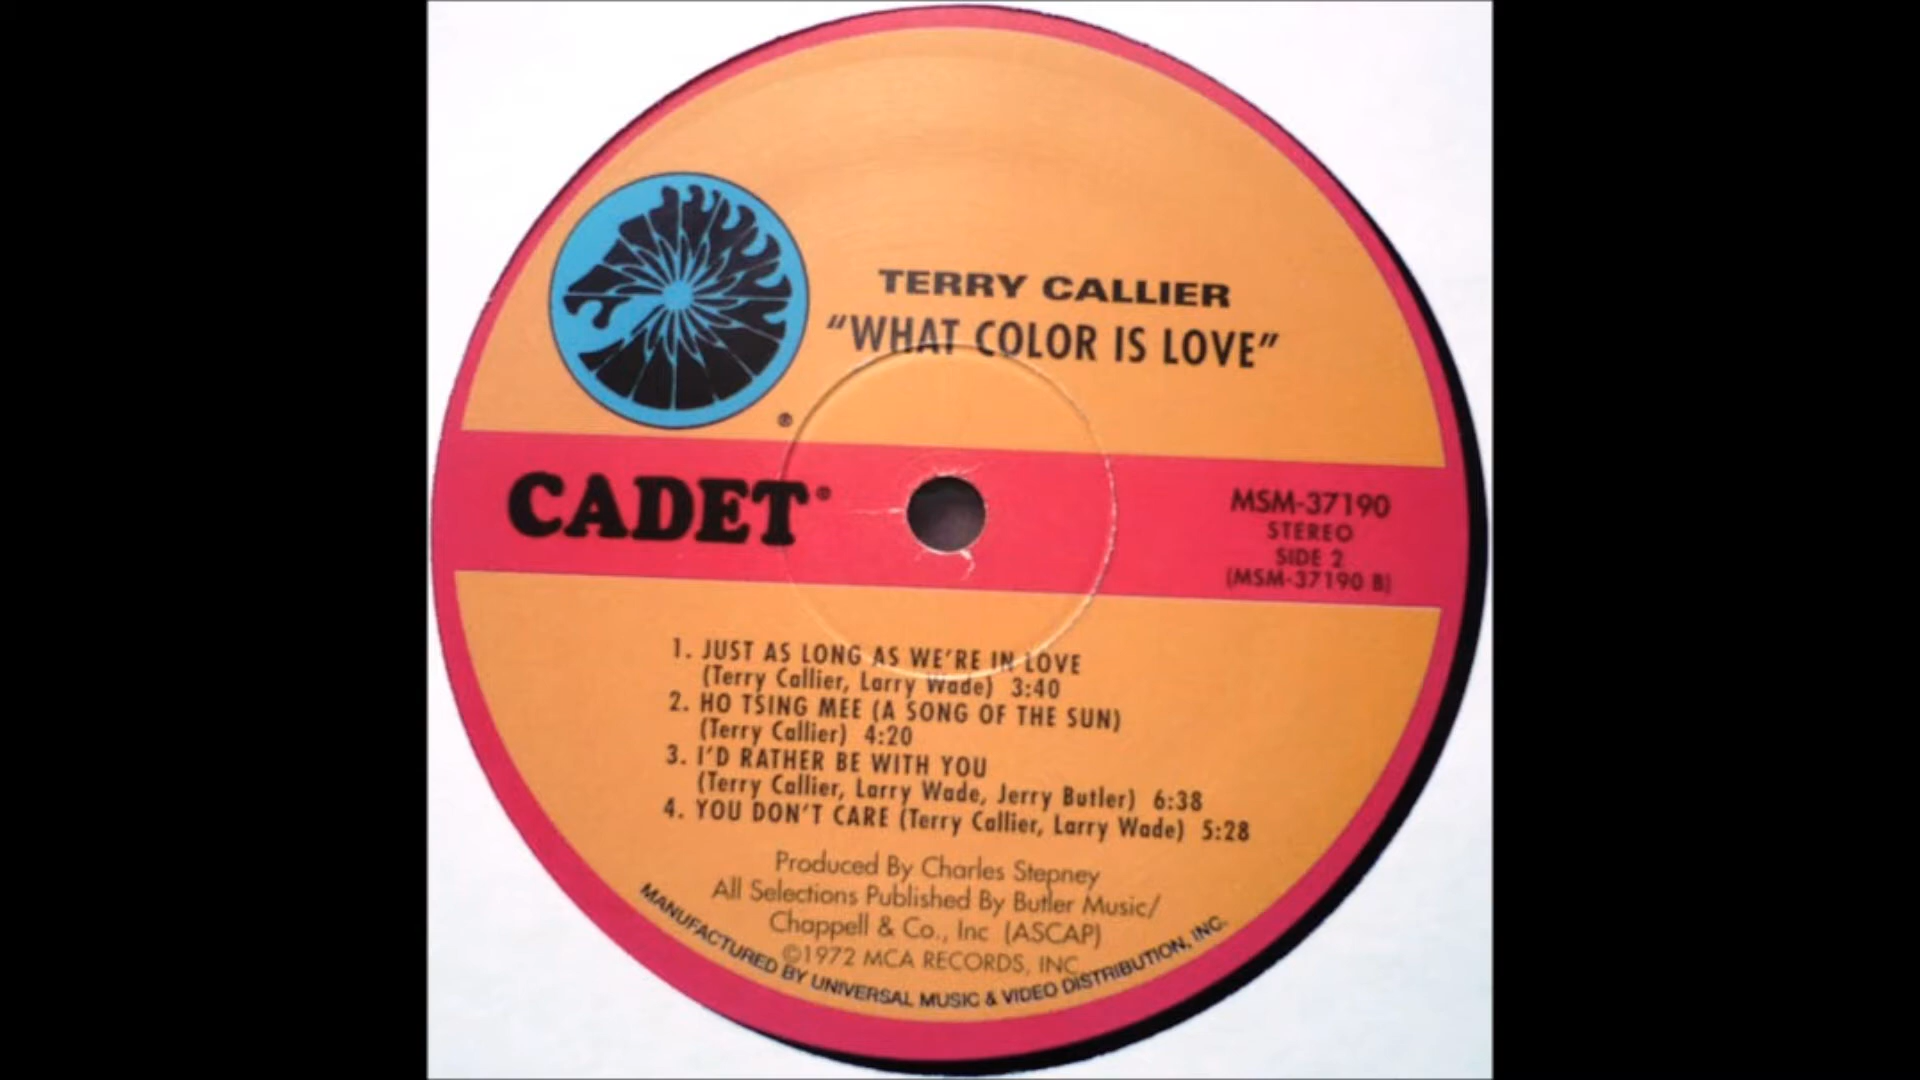 TERRY CALLIER
"WHAT COLOR IS LOVE"
®
CADET®
MSM-37190
STEREO
SIDE 2
(MSM-37190 B)
1. JUST AS LONG AS WE'RE IN LOVE
(Terry Callier, Larry Wade) 3:40
2. HO TSING MEE (A SONG OF THE SUN)
(Terry Callier) 4:20
3. I'D RATHER BE WITH YOU
(Terry Callier, Larry Wade, Jerry Butler) 6:38
4. YOU DON'T CARE (Terry Callier, Larry Wade) 5:28
Produced By Charles Stepney
All Selections Published By Butler Music/
Chappell & Co., Inc (ASCAP)
©1972 MCA RECORDS, INC.
MANUFACTURED BY UNIVERSAL MUSIC & VIDEO DISTRIBUTION, INC.